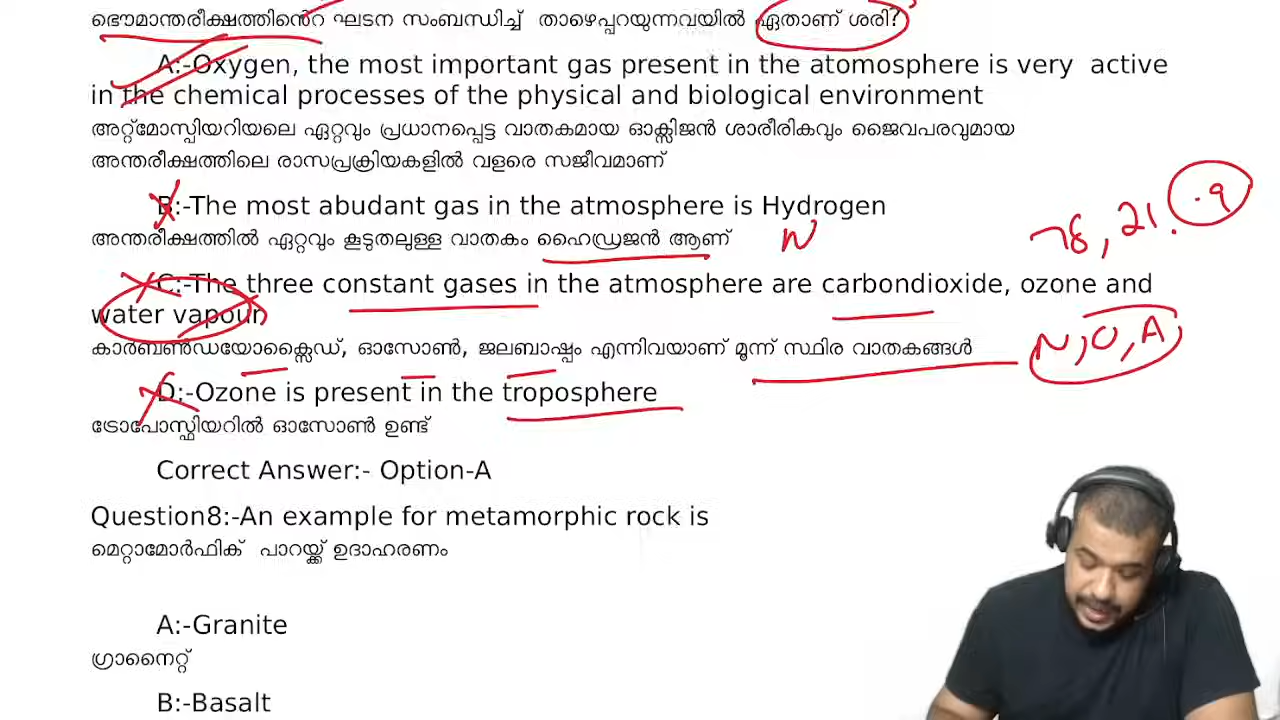 ഭൌമാന്തരീക്ഷത്തിൻെറ ഘടന സംബന്ധിച്ച് താഴെപ്പറയുന്നവയിൽ ഏതാണ് ശരി?
A:-Oxygen, the most important gas present in the atomosphere is very active
in the chemical processes of the physical and biological environment
അറ്റ്മോസ്പിയറിയലെ ഏറ്റവും പ്രധാനപ്പെട്ട വാതകമായ ഓക്സിജൻ ശാരീരികവും ജൈവപരവുമായ
അന്തരീക്ഷത്തിലെ രാസപ്രക്രിയകളിൽ വളരെ സജീവമാണ്
B:-The most abudant gas in the atmosphere is Hydrogen
അന്തരീക്ഷത്തിൽ ഏറ്റവും കൂടുതലുള്ള വാതകം ഹൈഡ്രജൻ ആണ്
N
78, 21, .9
C:-The three constant gases in the atmosphere are carbondioxide, ozone and
water vapour
കാർബൺഡയോക്സൈഡ്, ഓസോൺ, ജലബാഷ്പം എന്നിവയാണ് മൂന്ന് സ്ഥിര വാതകങ്ങൾ
N, O, A
D:-Ozone is present in the troposphere
ട്രോപോസ്ഫിയറിൽ ഓസോൺ ഉണ്ട്
Correct Answer:- Option-A
Question8:-An example for metamorphic rock is
മെറ്റാമോർഫിക് പാറയ്ക്ക് ഉദാഹരണം
A:-Granite
ഗ്രാനൈറ്റ്
B:-Basalt